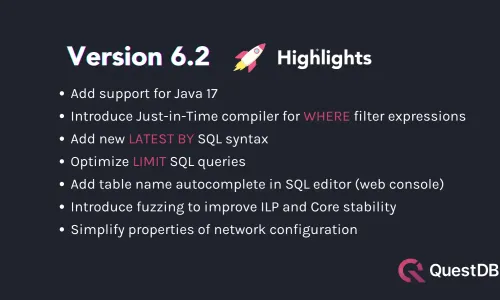 Version 6.2 Highlights
Add support for Java 17
Introduce Just-in-Time compiler for WHERE filter expressions
Add new LATEST BY SQL syntax
Optimize LIMIT SQL queries
Add table name autocomplete in SQL editor (web console)
Introduce fuzzing to improve ILP and Core stability
Simplify properties of network configuration
QuestDB